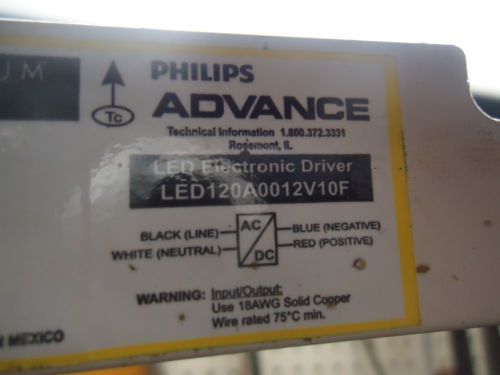 UM
Tc
PHILIPS
ADVANCE
Technical Information 1.800.372.3331
Rosemont, IL
LED Electronic Driver
LED120A0012V10F
BLACK (LINE)
WHITE (NEUTRAL)
AC
DC
BLUE (NEGATIVE)
RED (POSITIVE)
WARNING: Input/Output:
Use 18AWG Solid Copper
Wire rated 75°C min.
N MEXICO